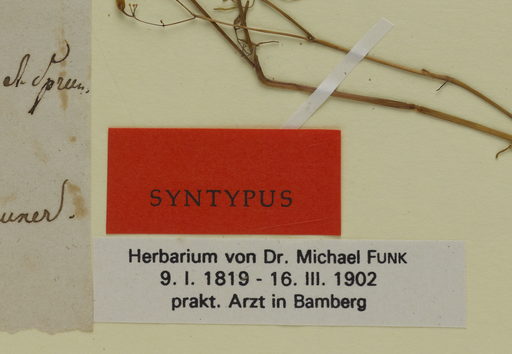 SYNTYPUS
Herbarium von Dr. Michael FUNK
9. I. 1819 - 16. III. 1902
prakt. Arzt in Bamberg